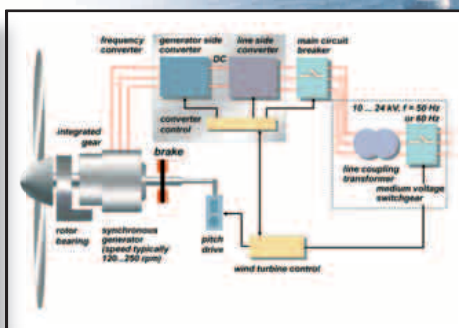 frequency
converter
generator side
converter
DC
line side
converter
main circuit
breaker
10 ... 24 kV, f = 50 Hz
or 60 Hz
converter
control
integrated
gear
brake
line coupling
transformer
medium voltage
switchgear
rotor
bearing
synchronous
generator
(speed typically
120...250 rpm)
pitch
drive
wind turbine control